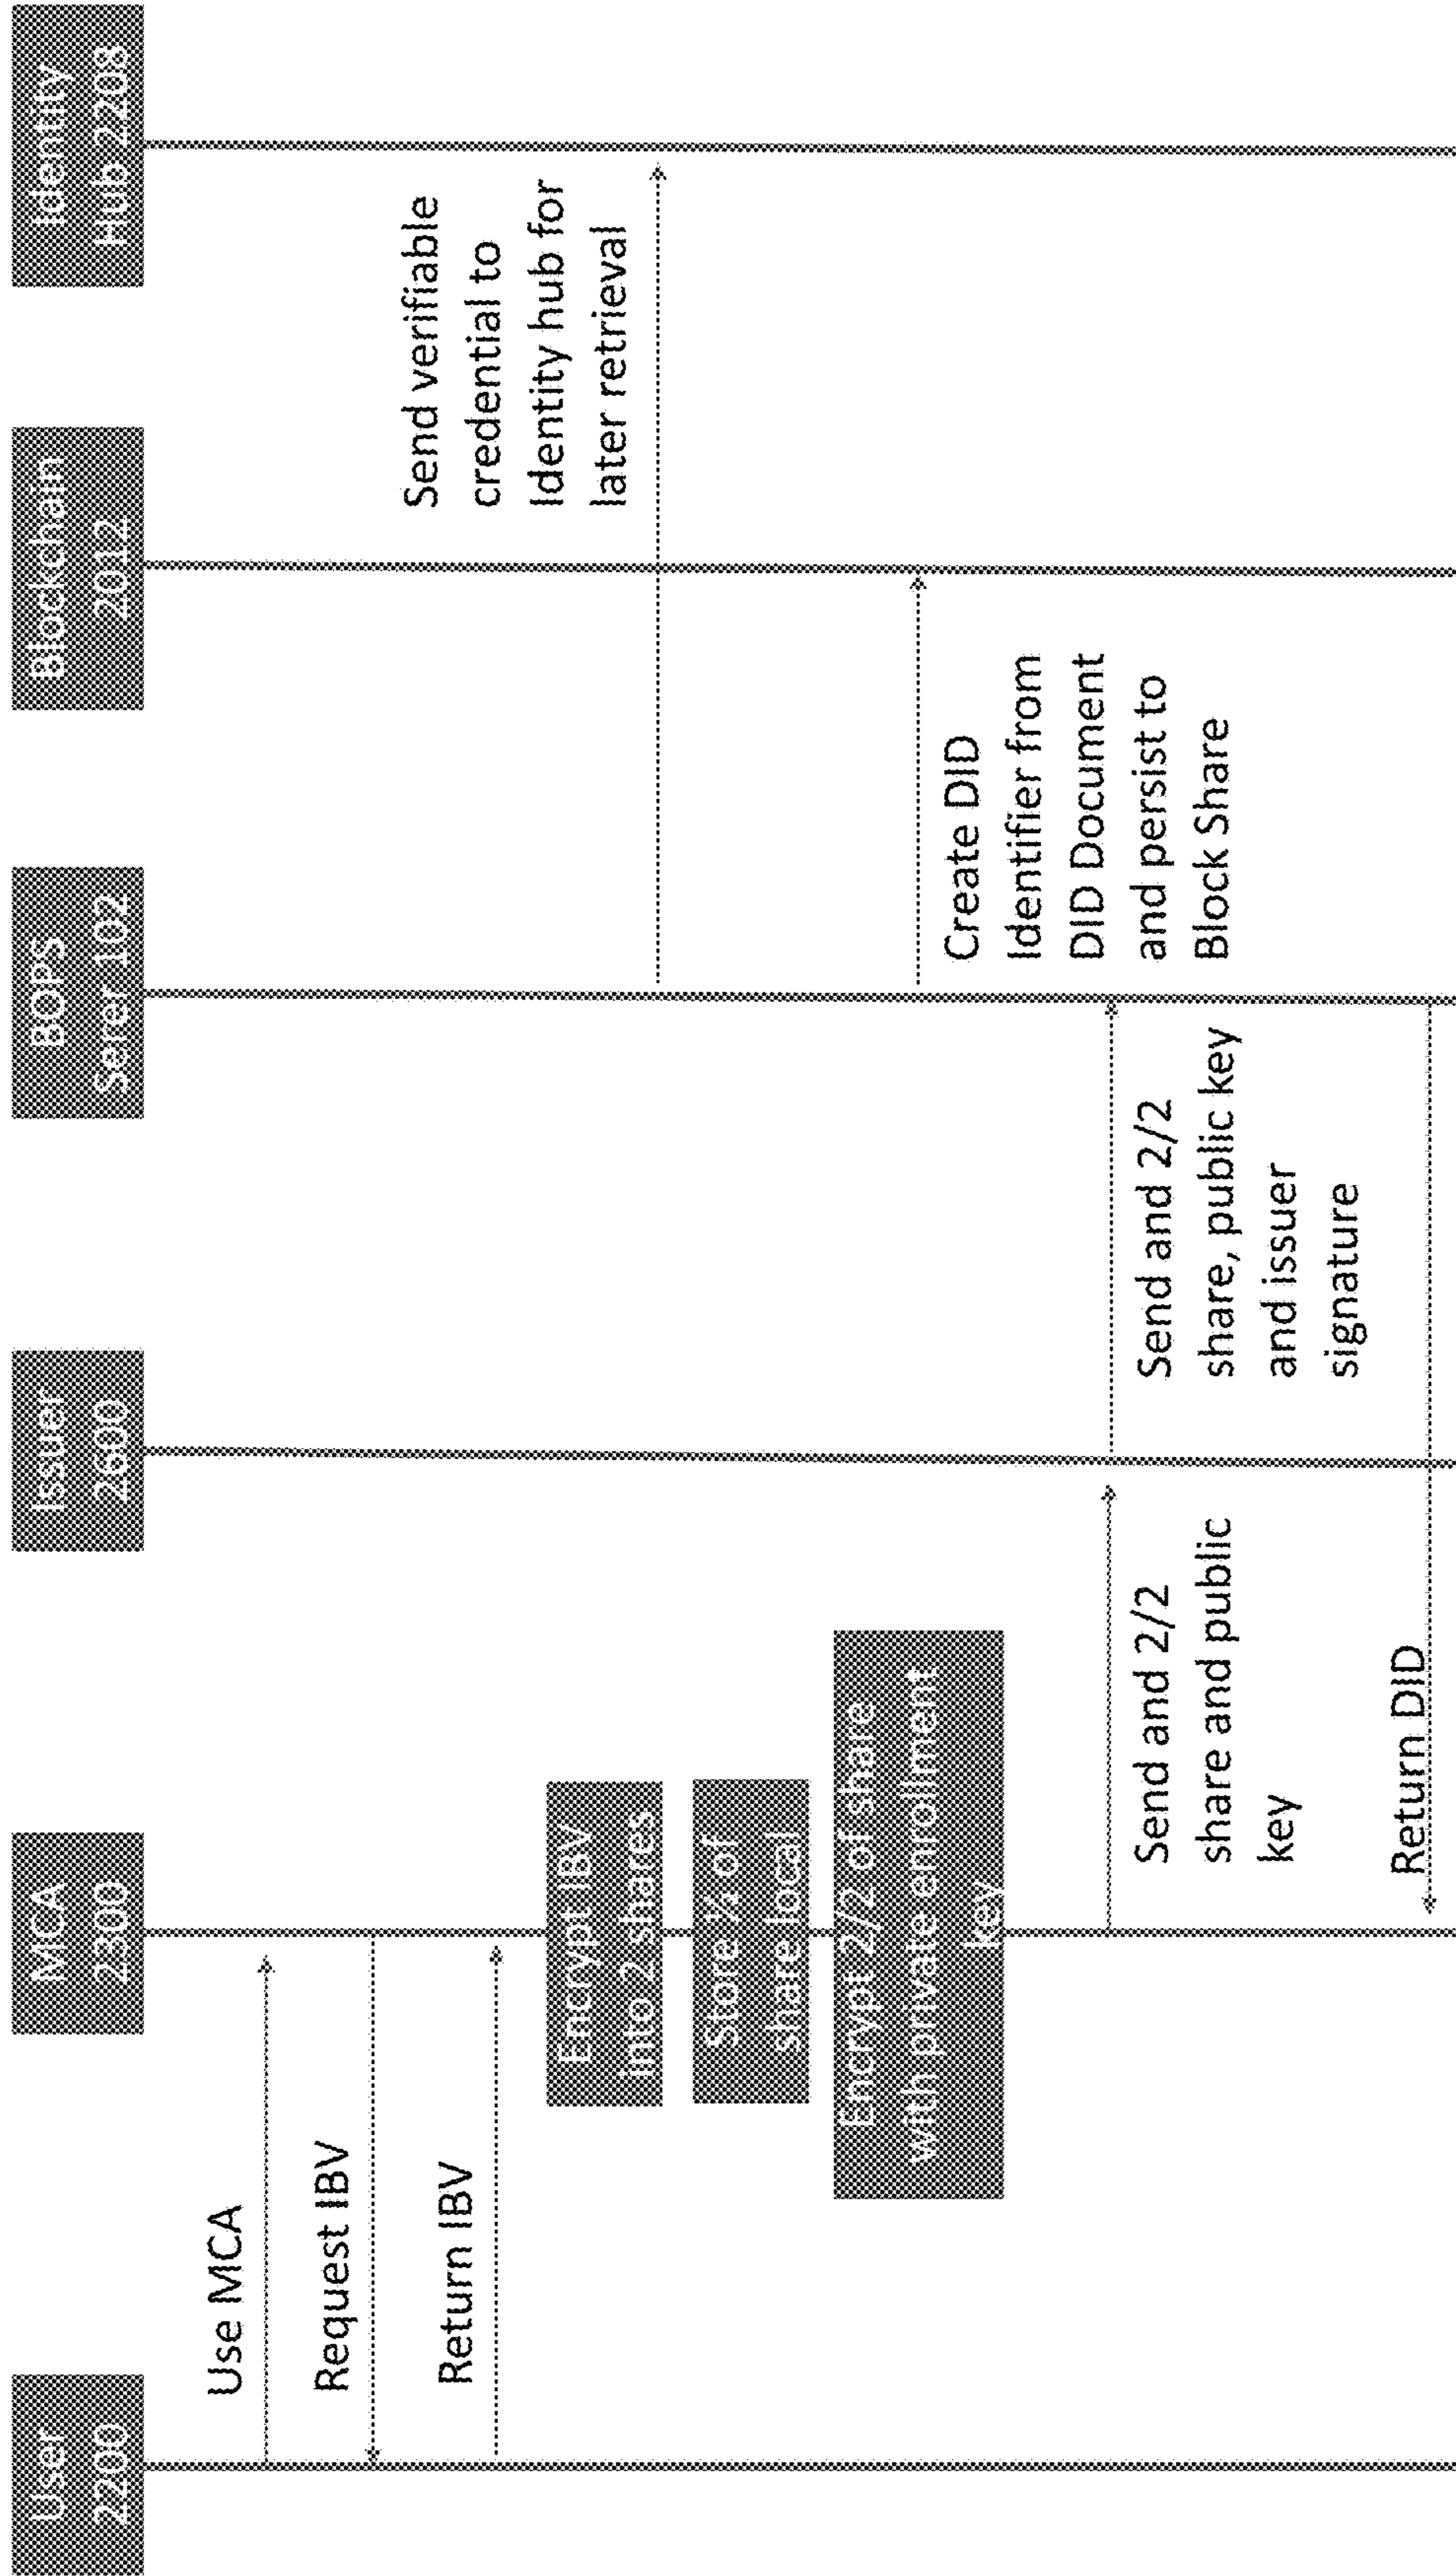 User
2200
MCA
2300
Issuer
2600
BOPS
Serer 102
Blockchain
2012
Identity
Hub 2208
Use MCA
Request IBV
Return IBV
Encrypt IBV
into 2 shares
Store ½ of
share local
Encrypt 2/2 of share
with private enrollment
key
Send and 2/2
share and public
key
Return DID
Send and 2/2
share, public key
and issuer
signature
Create DID
Identifier from
DID Document
and persist to
Block Share
Send verifiable
credential to
Identity hub for
later retrieval